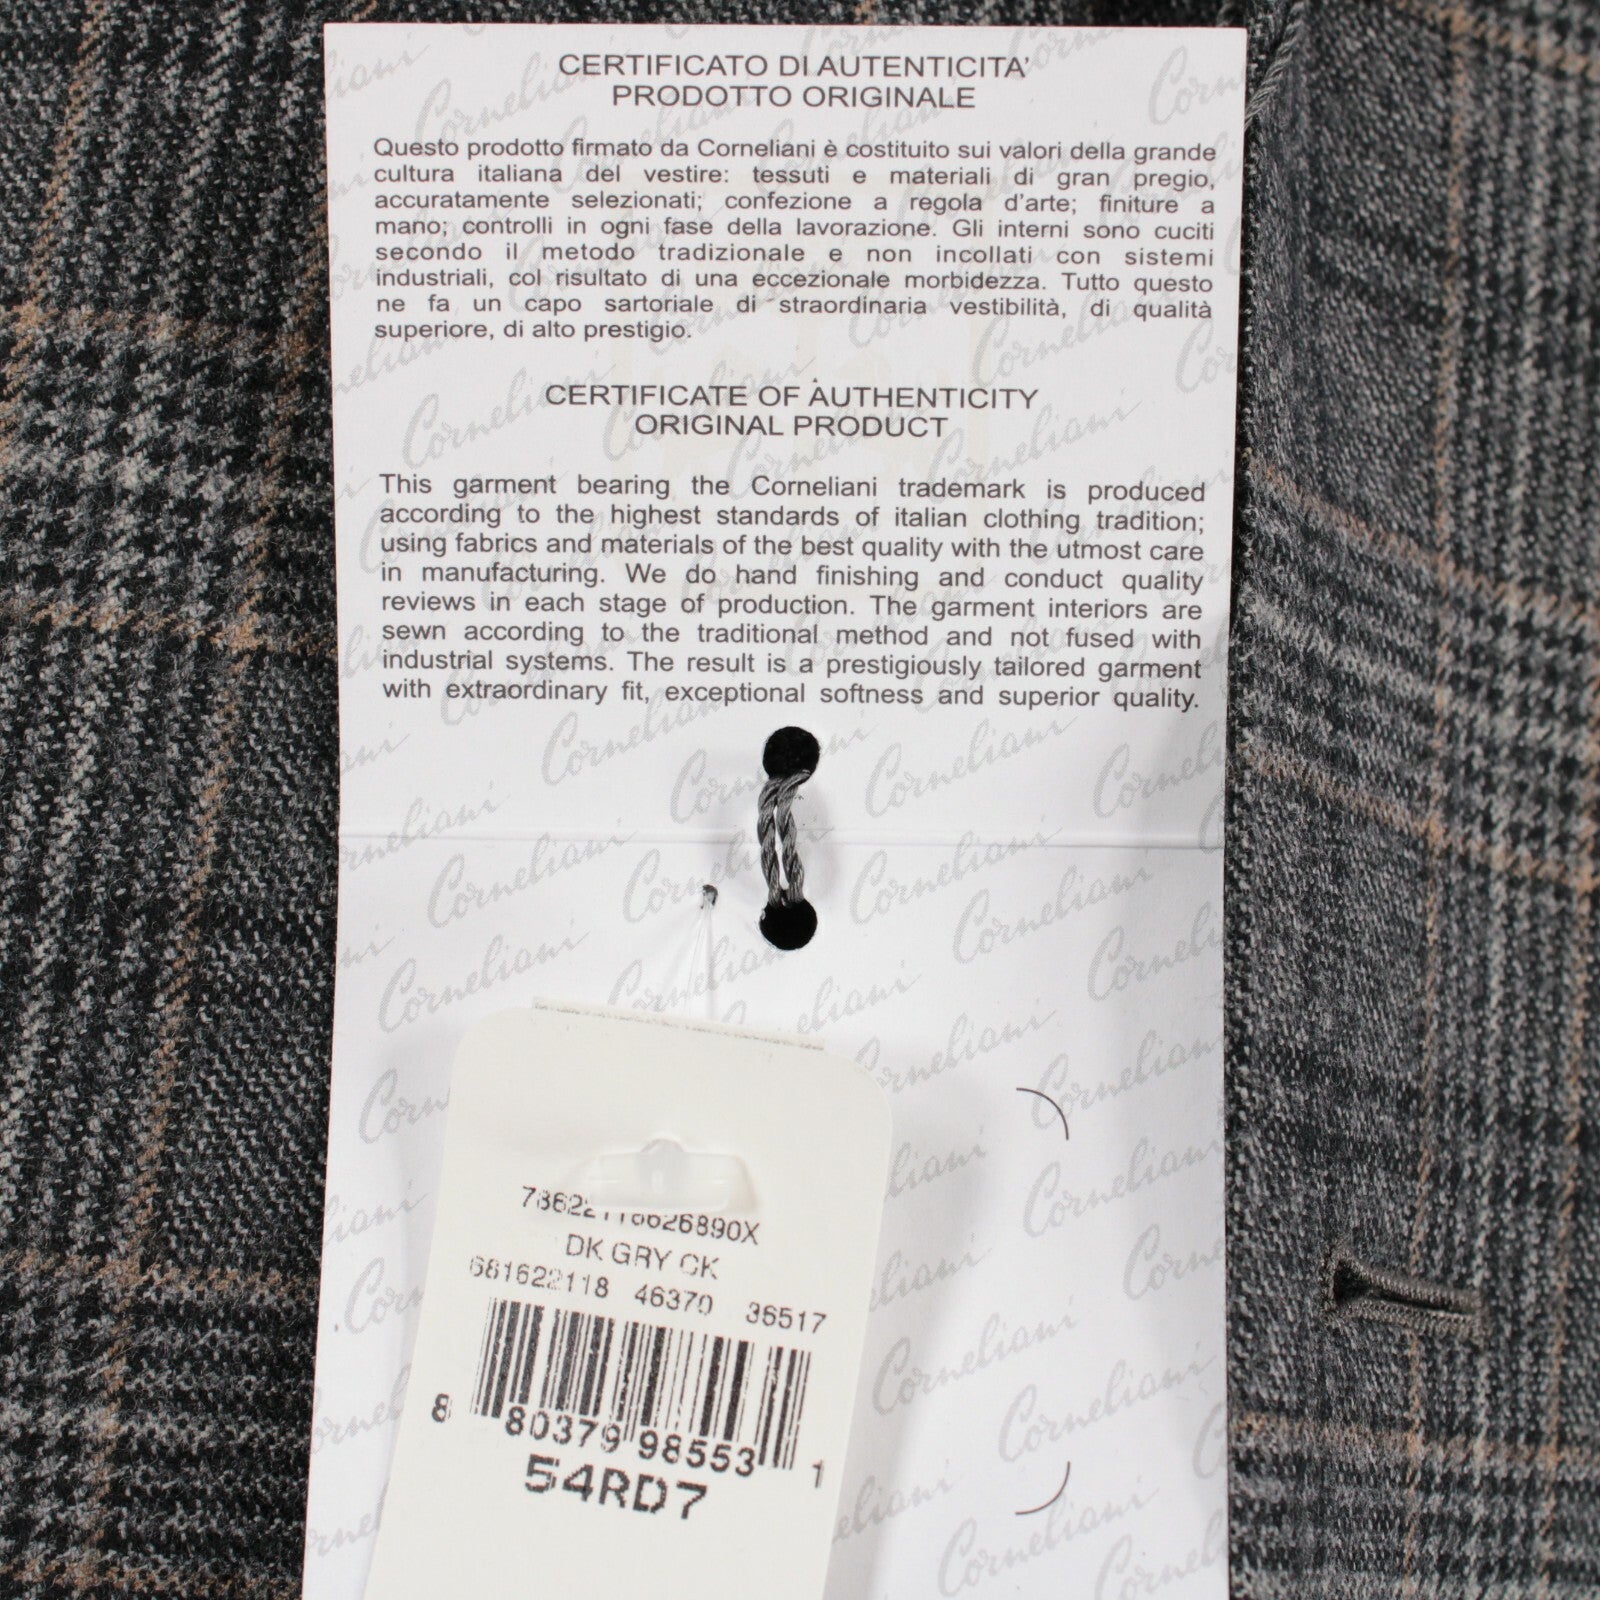 CERTIFICATO DI AUTENTICITA'
PRODOTTO ORIGINALE
Questo prodotto firmato da Corneliani è costituito sui valori della grande
cultura italiana del vestire: tessuti e materiali di gran pregio,
accuratamente selezionati; confezione a regola d'arte; finiture a
mano; controlli in ogni fase della lavorazione. Gli interni sono cuciti
secondo il metodo tradizionale e non incollati con sistemi
industriali, col risultato di una eccezionale morbidezza. Tutto questo
ne fa un capo sartoriale di straordinaria vestibilità, di qualità
superiore, di alto prestigio.
CERTIFICATE OF AUTHENTICITY
ORIGINAL PRODUCT
This garment bearing the Corneliani trademark is produced
according to the highest standards of italian clothing tradition;
using fabrics and materials of the best quality with the utmost care
in manufacturing. We do hand finishing and conduct quality
reviews in each stage of production. The garment interiors are
sewn according to the traditional method and not fused with
industrial systems. The result is a prestigiously tailored garment
with extraordinary fit, exceptional softness and superior quality.
DK GRY CK
681622118 46370 36517
8 80379 98553 1
54RD7